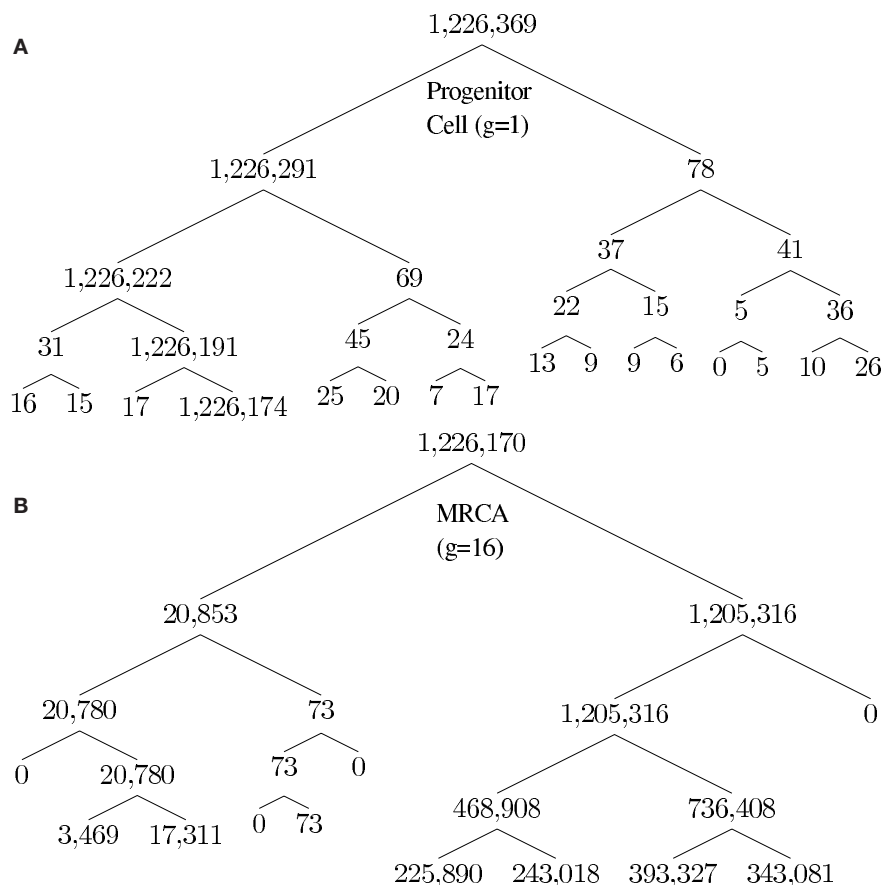 1,226,369
A
Progenitor
Cell (g=1)
1,226,291 78
37 41
1,226,222 69
22 15 5 36
31 1,226,191 45 24
13 9 9 6 0 5 10 26
16 15 17 1,226,174 25 20 7 17
1,226,170
B
MRCA
(g=16)
20,853 1,205,316
20,780 73 1,205,316 0
0 20,780 73 0
468,908 736,408
3,469 17,311 0 73
225,890 243,018 393,327 343,081